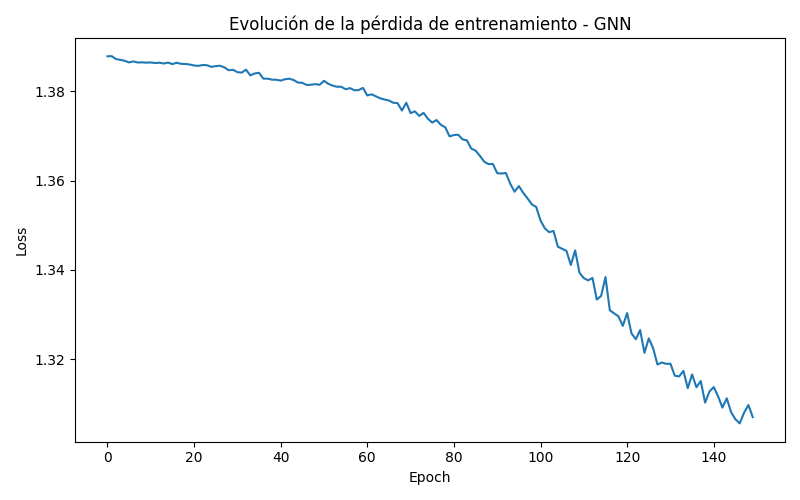 Evolución de la pérdida de entrenamiento - GNN
1.38
1.36
1.34
1.32
Loss
0 20 40 60 80 100 120 140
Epoch